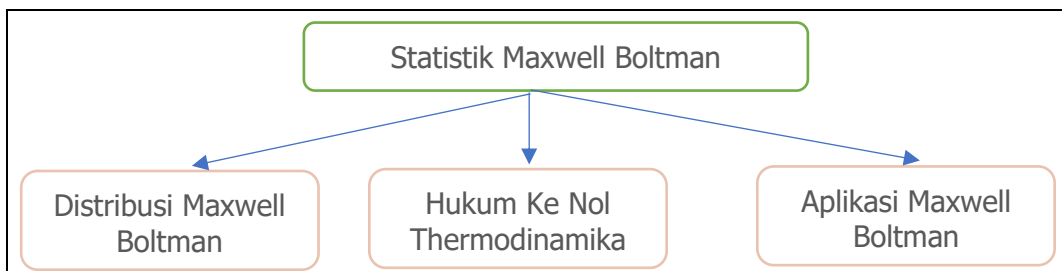 Statistik Maxwell Boltman
Distribusi Maxwell
Boltman
Hukum Ke Nol
Thermodinamika
Aplikasi Maxwell
Boltman